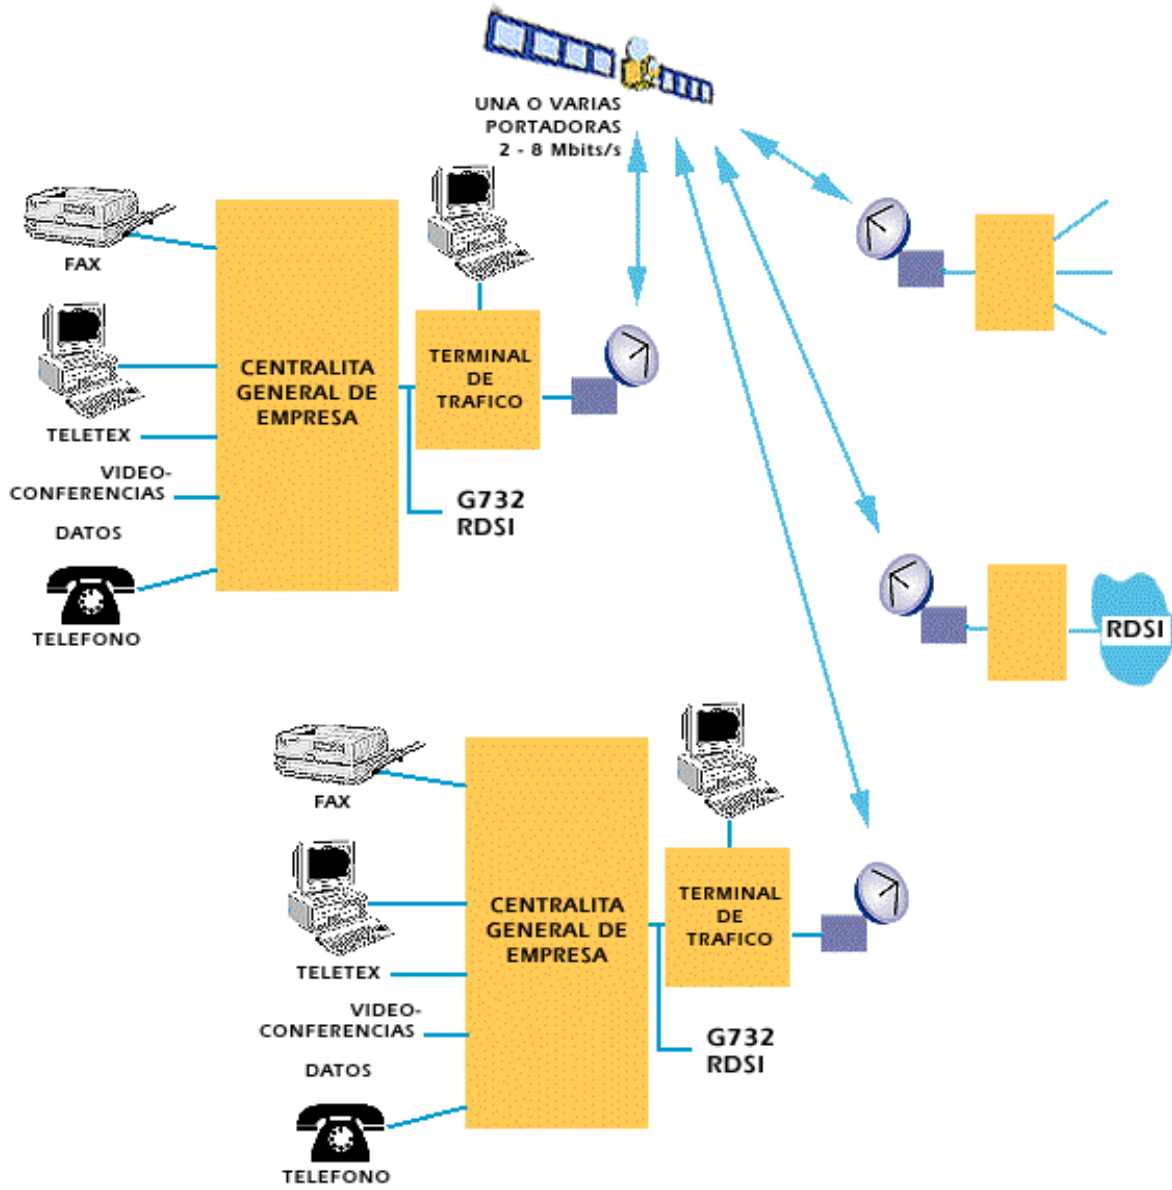 UNA O VARIAS
PORTADORAS
2 - 8 Mbits/s
FAX
TELETEX
VIDEO-
CONFERENCIAS
DATOS
TELEFONO
CENTRALITA
GENERAL DE
EMPRESA
TERMINAL
DE
TRAFICO
G732
RDSI
RDSI
FAX
TELETEX
VIDEO-
CONFERENCIAS
DATOS
TELEFONO
CENTRALITA
GENERAL DE
EMPRESA
TERMINAL
DE
TRAFICO
G732
RDSI